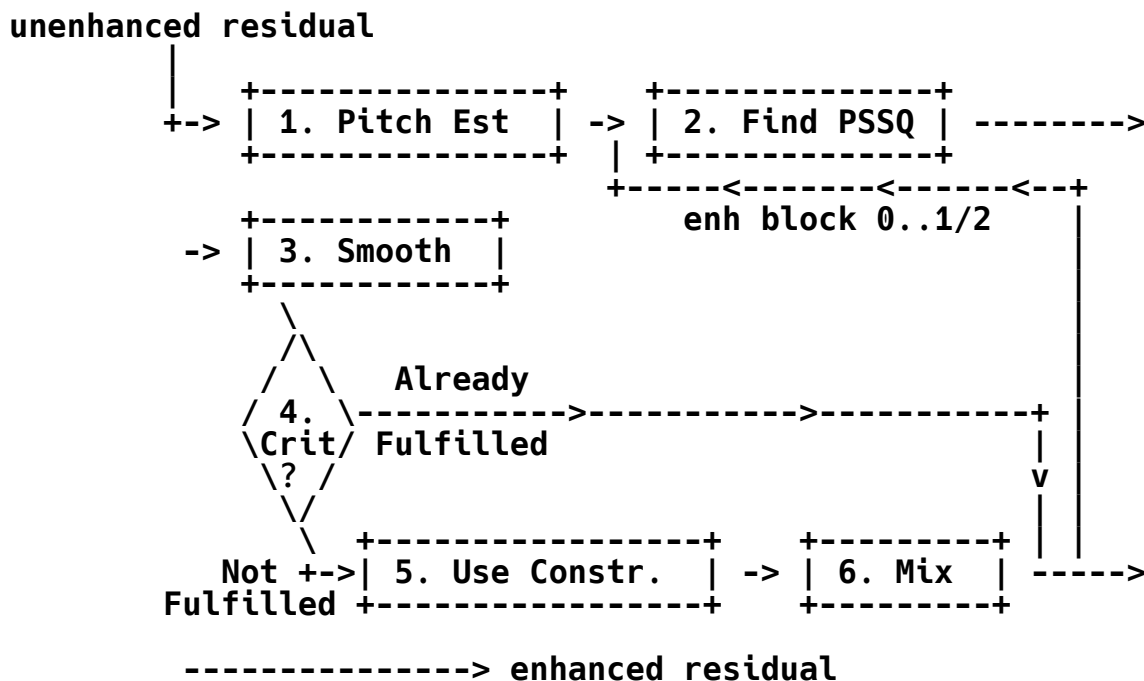 unenhanced residual
1. Pitch Est
2. Find PSSQ
enh block 0..1/2
3. Smooth
Already
4.
Crit
Fulfilled
?
Not
5. Use Constr.
6. Mix
Fulfilled
enhanced residual